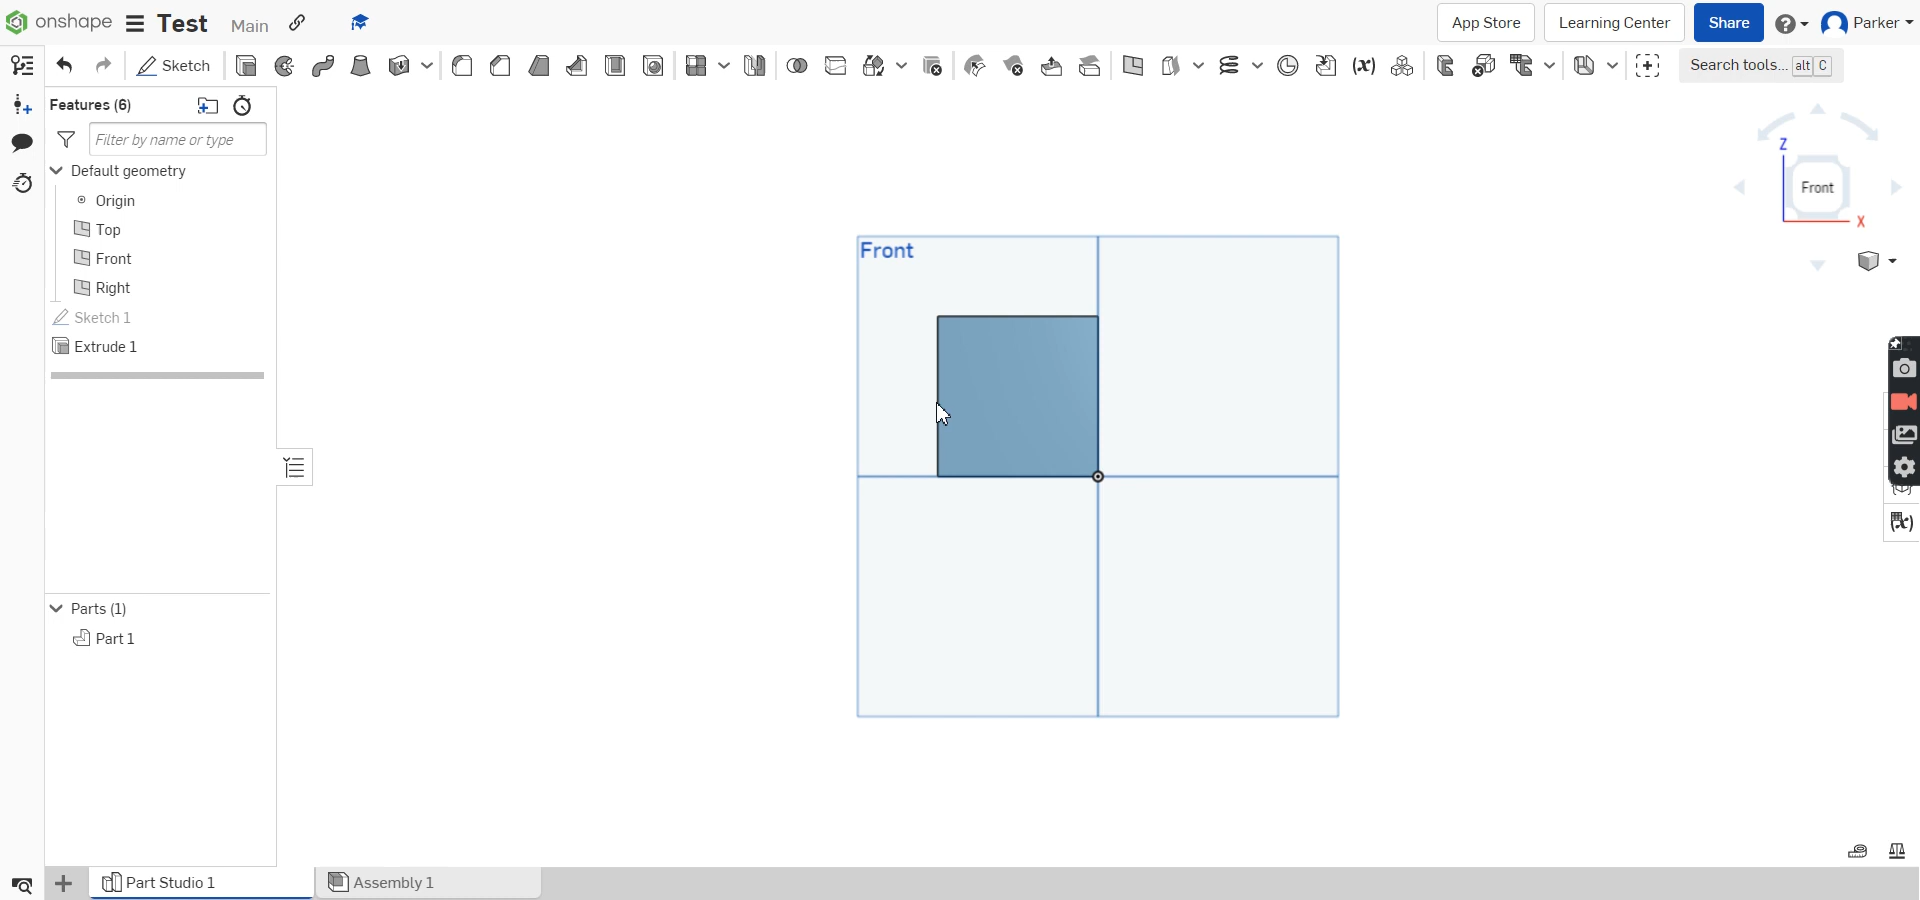 onshape Test Main App Store Learning Center Share Parker
Sketch Search tools... alt C
Features (6)
Filter by name or type
Default geometry
Origin
Top
Front
Right
Sketch 1
Extrude 1
Parts (1)
Part 1
Front
Z
Front
X
(x)
Part Studio 1 Assembly 1